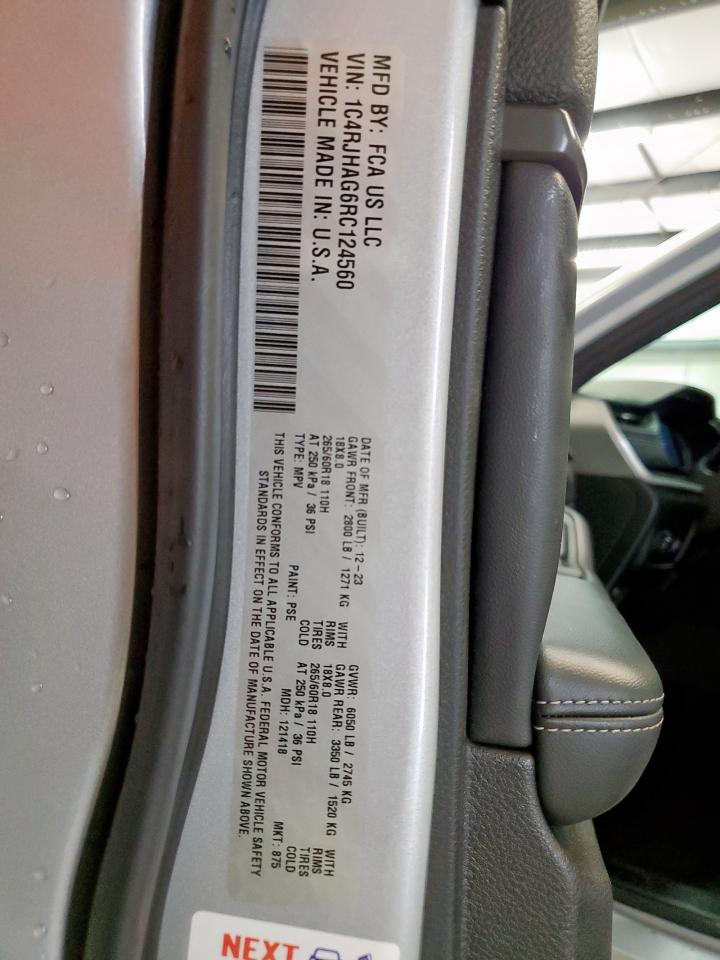 MFD BY: FCA US LLC
VIN: 1C4RJHAG6RC124560
VEHICLE MADE IN: U.S.A.
DATE OF MFR (BUILT): 12-23 GVWR: 6050 LB / 2745 KG
GAWR FRONT: 2800 LB / 1271 KG WITH GAWR REAR: 3350 LB / 1520 KG WITH
18X8.0 RIMS 18X8.0 RIMS
265/60R18 110H TIRES 265/60R18 110H TIRES
AT 250 kPa / 36 PSI COLD AT 250 kPa / 36 PSI COLD
TYPE: MPV PAINT: PSE MDH: 121418 MKT: 875
THIS VEHICLE CONFORMS TO ALL APPLICABLE U.S.A. FEDERAL MOTOR VEHICLE SAFETY
STANDARDS IN EFFECT ON THE DATE OF MANUFACTURE SHOWN ABOVE.
NEXT